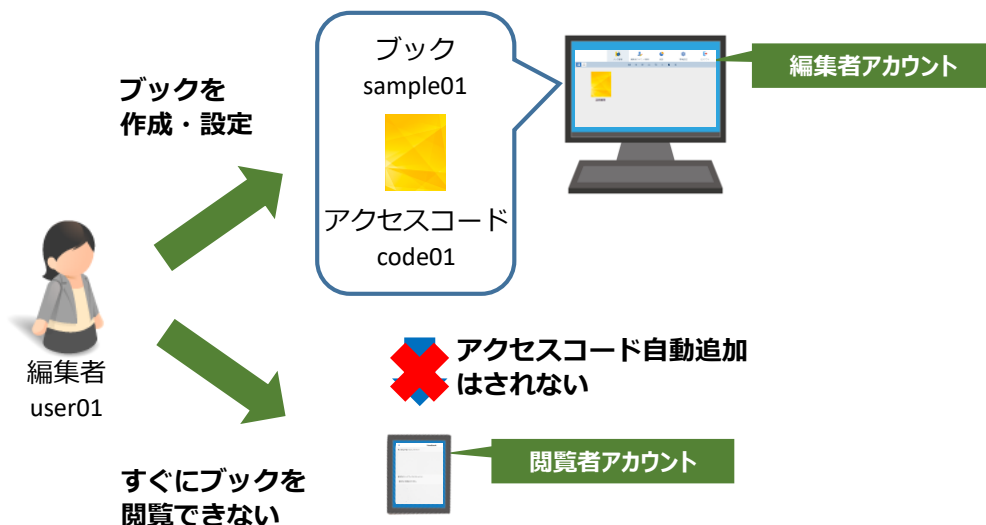 ブックを
作成・設定
ブック
sample01
アクセスコード
code01
編集者アカウント
編集者
user01
アクセスコード自動追加
はされない
閲覧者アカウント
すぐにブックを
閲覧できない